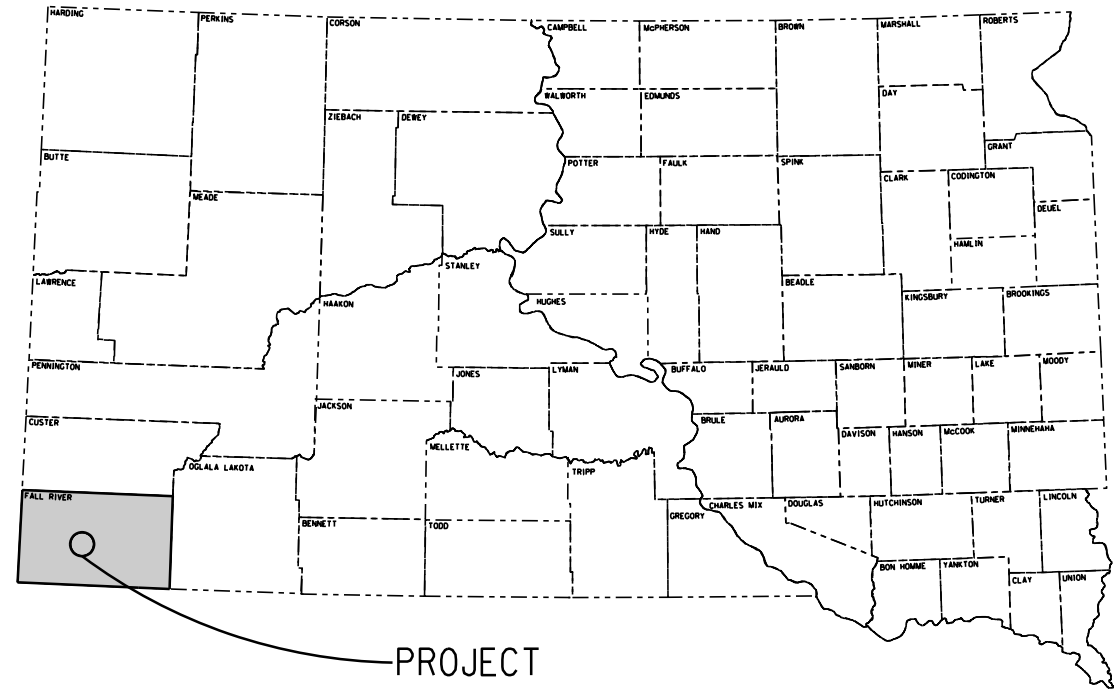 HARDING
PERKINS
CORSON
CAMPBELL
McPHERSON
BROWN
MARSHALL
ROBERTS
WALWORTH
EDMUNDS
DAY
ZIEBACH
DEWEY
GRANT
BUTTE
POTTER
FAULK
SPINK
CLARK
CODINGTON
MEADE
DEUEL
SULLY
HYDE
HAND
HAMLIN
STANLEY
LAWRENCE
BEADLE
HAAKON
HUGHES
KINGSBURY
BROOKINGS
PENNINGTON
JONES
LYMAN
BUFFALO
JERAULD
SANBORN
MINER
LAKE
MOODY
JACKSON
CUSTER
BRULE
AURORA
DAVISON
HANSON
McCOOK
MINNEHAHA
MELLETTE
OGLALA LAKOTA
TRIPP
FALL RIVER
CHARLES MIX
DOUGLAS
HUTCHINSON
TURNER
LINCOLN
GREGORY
BENNETT
TODD
BON HOMME
YANKTON
CLAY
UNION
PROJECT